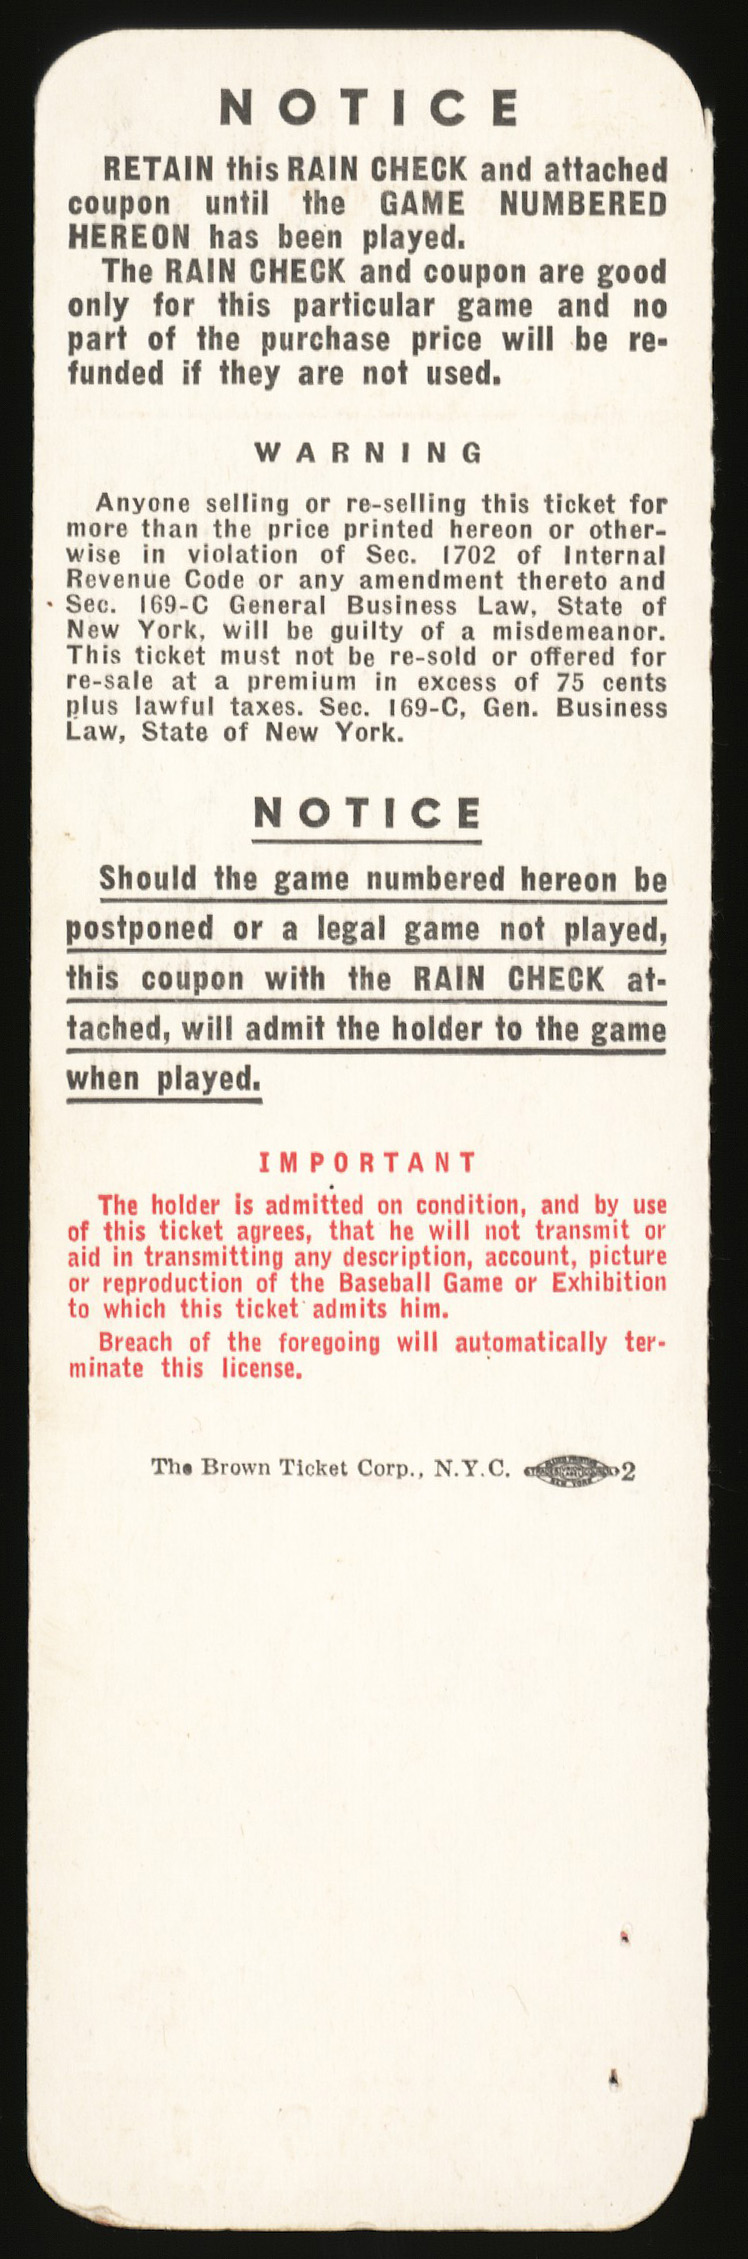 NOTICE
RETAIN this RAIN CHECK and attached
coupon until the GAME NUMBERED
HEREON has been played.
The RAIN CHECK and coupon are good
only for this particular game and no
part of the purchase price will be re-
funded if they are not used.
WARNING
Anyone selling or re-selling this ticket for
more than the price printed hereon or other-
wise in violation of Sec. 1702 of Internal
Revenue Code or any amendment thereto and
Sec. 169-C General Business Law, State of
New York, will be guilty of a misdemeanor.
This ticket must not be re-sold or offered for
re-sale at a premium in excess of 75 cents
plus lawful taxes. Sec. 169-C, Gen. Business
Law, State of New York.
NOTICE
Should the game numbered hereon be
postponed or a legal game not played,
this coupon with the RAIN CHECK at-
tached, will admit the holder to the game
when played.
IMPORTANT
The holder is admitted on condition, and by use
of this ticket agrees, that he will not transmit or
aid in transmitting any description, account, picture
or reproduction of the Baseball Game or Exhibition
to which this ticket admits him.
Breach of the foregoing will automatically ter-
minate this license.
The Brown Ticket Corp., N.Y.C. 2